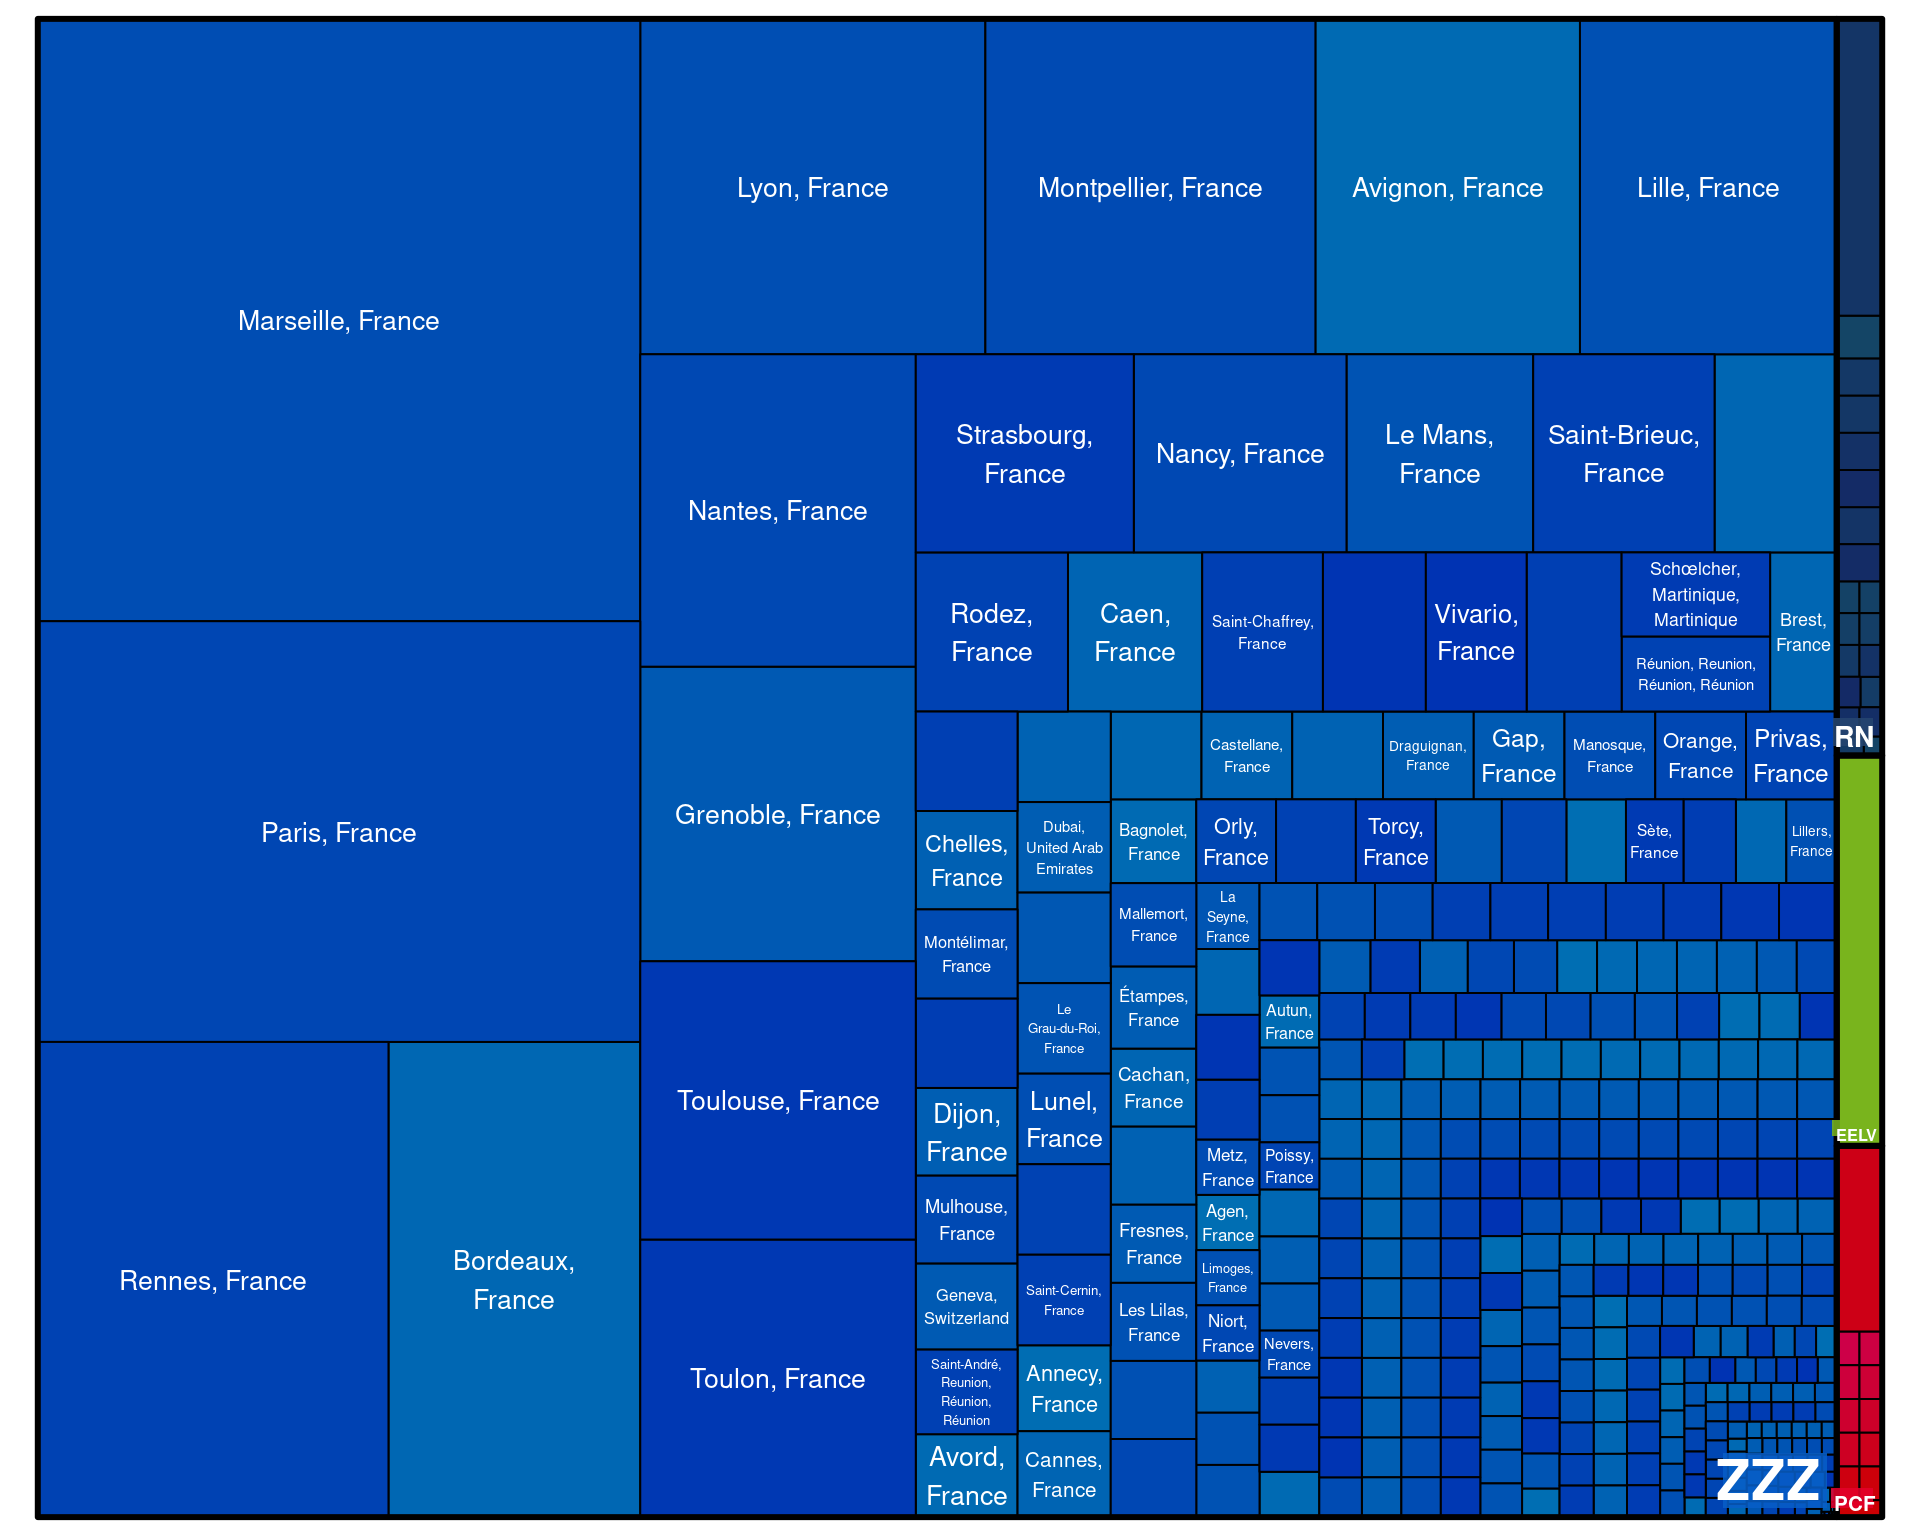 Marseille, France
Lyon, France
Montpellier, France
Avignon, France
Lille, France
Paris, France
Rennes, France
Bordeaux,
France
Nantes, France
Grenoble, France
Toulouse, France
Toulon, France
Strasbourg,
France
Nancy, France
Le Mans,
France
Saint-Brieuc,
France
Rodez,
France
Caen,
France
Saint-Chaffrey,
France
Vivario,
France
Schœlcher,
Martinique,
Martinique
Réunion, Reunion,
Réunion, Réunion
Brest,
France
Castellane,
France
Draguignan,
France
Gap,
France
Manosque,
France
Orange,
France
Privas,
France
Chelles,
France
Montélimar,
France
Dijon,
France
Mulhouse,
France
Geneva,
Switzerland
Saint-André,
Reunion,
Réunion,
Réunion
Avord,
France
Dubai,
United Arab
Emirates
Le
Grau-du-Roi,
France
Lunel,
France
Saint-Cernin,
France
Annecy,
France
Cannes,
France
Bagnolet,
France
Mallemort,
France
Étampes,
France
Cachan,
France
Fresnes,
France
Les Lilas,
France
Orly,
France
Torcy,
France
Sète,
France
Lillers,
France
La
Seyne,
France
Metz,
France
Agen,
France
Limoges,
France
Niort,
France
Autun,
France
Poissy,
France
Nevers,
France
ZZZ
RN
EELV
PCF